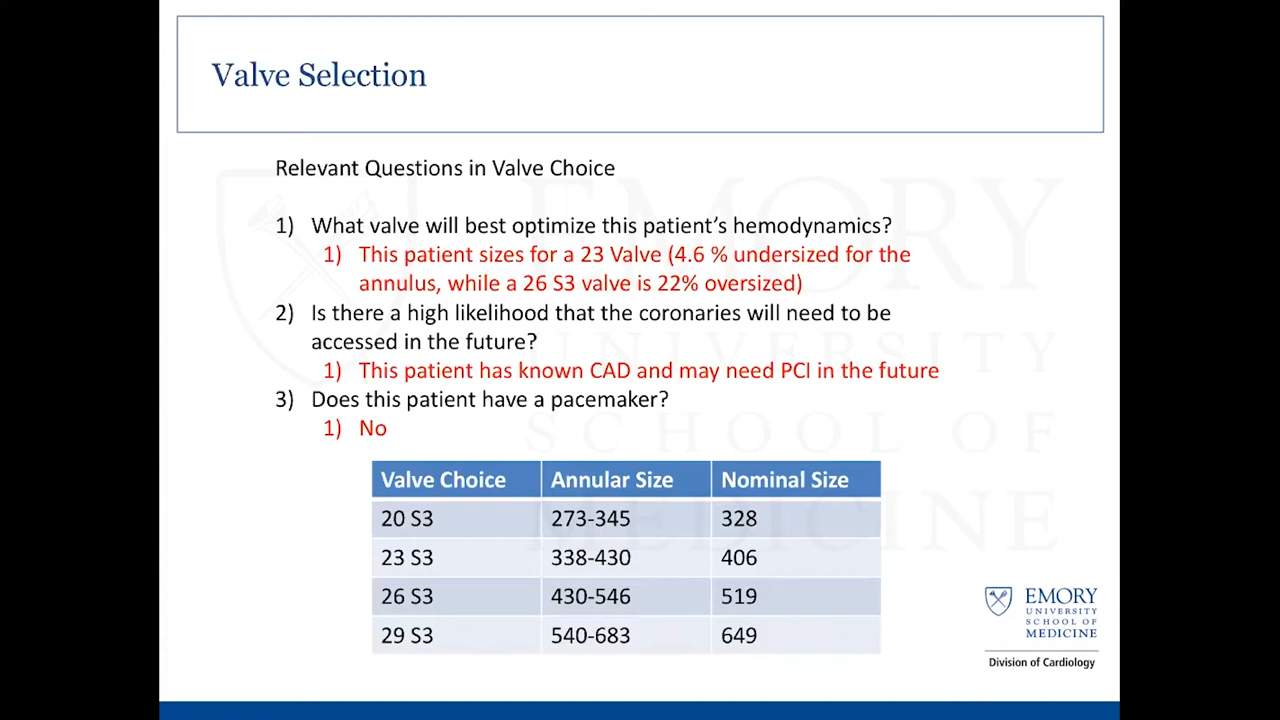 Valve Selection
Relevant Questions in Valve Choice
1) What valve will best optimize this patient’s hemodynamics?
1) This patient sizes for a 23 Valve (4.6 % undersized for the
annulus, while a 26 S3 valve is 22% oversized)
2) Is there a high likelihood that the coronaries will need to be
accessed in the future?
1) This patient has known CAD and may need PCI in the future
3) Does this patient have a pacemaker?
1) No
Valve Choice Annular Size Nominal Size
20 S3 273-345 328
23 S3 338-430 406
26 S3 430-546 519
29 S3 540-683 649
EMORY
UNIVERSITY
SCHOOL OF
MEDICINE
EMORY
UNIVERSITY
SCHOOL OF
MEDICINE
Division of Cardiology